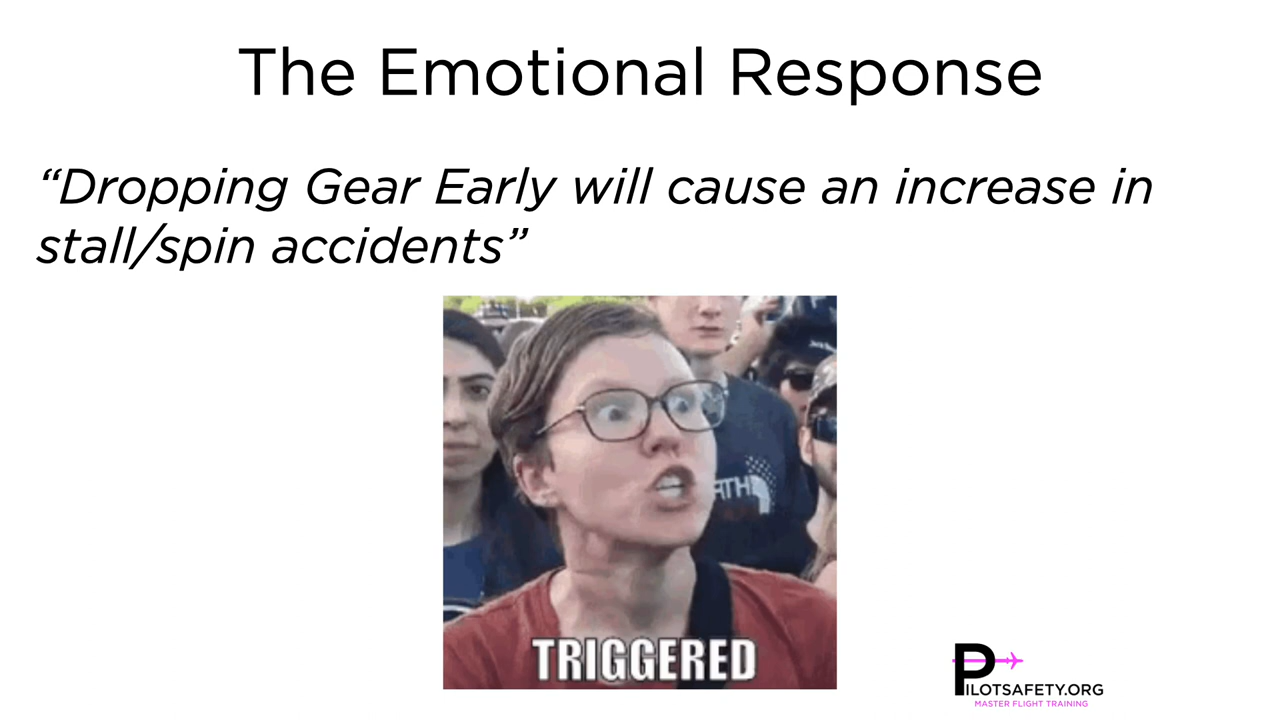 The Emotional Response
“Dropping Gear Early will cause an increase in
stall/spin accidents”
RTH
TRIGGERED
PILOTSAFETY.ORG
MASTER FLIGHT TRAINING